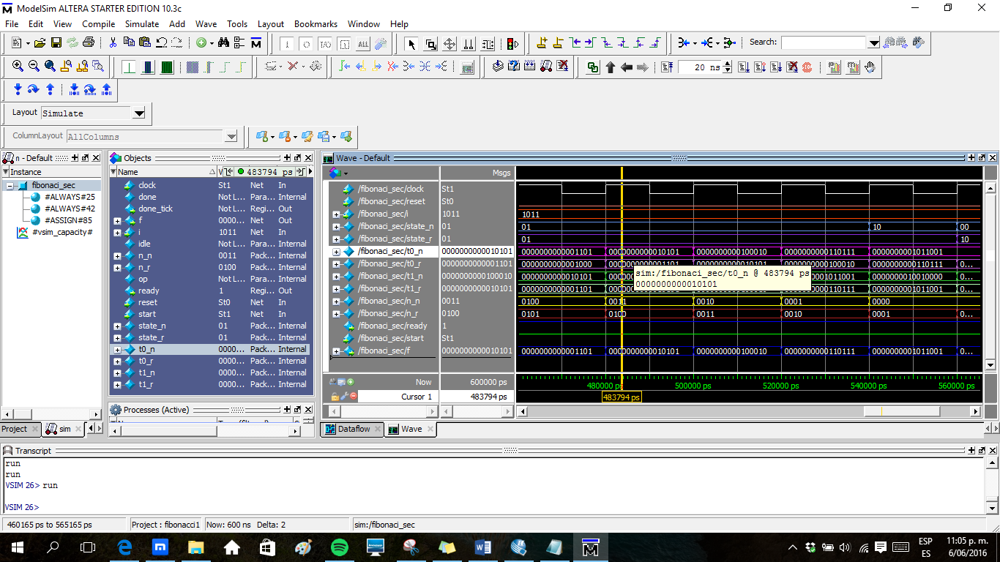 ModelSim ALTERA STARTER EDITION 10.3c
File Edit View Compile Simulate Add Wave Tools Layout Bookmarks Window Help
Search:
20 ns
Layout Simulate
ColumnLayout AllColumns
n - Default
Instance
fibonaci_sec
#ALWAYS#25
#ALWAYS#42
#ASSIGN#85
#vsim_capacity#
Project sim
Objects
Name 483794 ps
clock St1 Net In
done Not L... Para... Internal
done_tick Not L... Regi... Out
f 0000... Net Out
i 1011 Net In
idle Not L... Para... Internal
n_n 0011 Pack... Internal
n_r 0100 Pack... Internal
op Not L... Para... Internal
ready 1 Regi... Out
reset St0 Net In
start St1 Net In
state_n 01 Pack... Internal
state_r 01 Pack... Internal
t0_n 0000... Pack... Internal
t0_r 0000... Pack... Internal
t1_n 0000... Pack... Internal
t1_r 0000... Pack... Internal
Processes (Active)
Wave - Default
Msgs
/fibonaci_sec/clock St1
/fibonaci_sec/reset St0
/fibonaci_sec/i 1011 1011
/fibonaci_sec/state_n 01 01 10 00
/fibonaci_sec/state_r 01 01 10
/fibonaci_sec/t0_n 0000000000010101 0000000000001101 0000000000010101 0000000000100010 0000000000110111 0000000001011001
/fibonaci_sec/t0_r 0000000000001101 0000000000001000 0000000000110111 0...
/fibonaci_sec/t1_n 0000000000100010 0000000000010101 0000000010010000 0...
/fibonaci_sec/t1_r 0000000000010101 0000000000001101 0000000001011001 0...
/fibonaci_sec/n_n 0011 0100 0011 0010 0001 0000
/fibonaci_sec/n_r 0100 0101 0100 0011 0010 0001 0...
/fibonaci_sec/ready 1
/fibonaci_sec/start St1
/fibonaci_sec/f 0000000000010101 0000000000001101 0000000000010101 0000000000100010 0000000000110111 0000000001011001 0...
sim:/fibonaci_sec/t0_n @ 483794 ps
0000000000010101
Now 600000 ps 480000 ps 500000 ps 520000 ps 540000 ps 560000 ps
Cursor 1 483794 ps 483794 ps
Dataflow Wave
Transcript
run
run
VSIM 26> run
VSIM 26>
460165 ps to 565165 ps Project : fibonacci1 Now: 600 ns Delta: 2 sim:/fibonaci_sec
ESP 11:05 p. m.
ES 6/06/2016